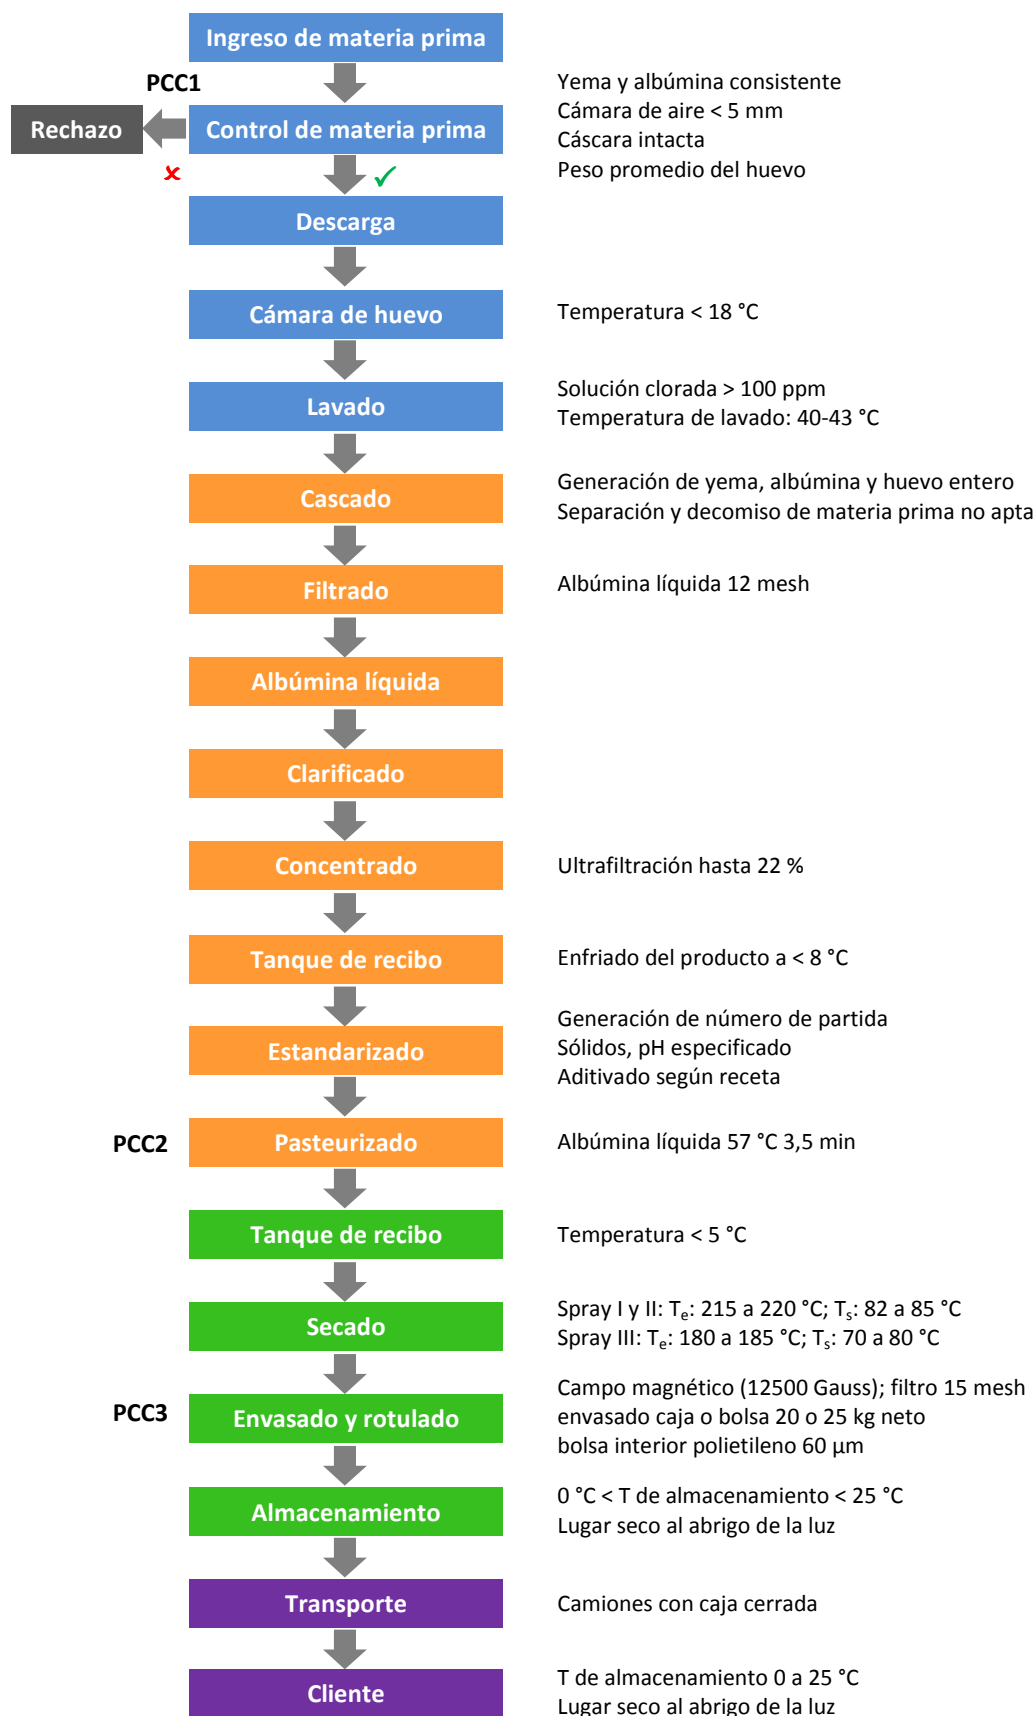 Ingreso de materia prima
PCC1
Yema y albúmina consistente
Cámara de aire < 5 mm
Rechazo
Control de materia prima
Cáscara intacta
Peso promedio del huevo
✗
✓
Descarga
Cámara de huevo
Temperatura < 18 °C
Lavado
Solución clorada > 100 ppm
Temperatura de lavado: 40-43 °C
Cascado
Generación de yema, albúmina y huevo entero
Separación y decomiso de materia prima no apta
Filtrado
Albúmina líquida 12 mesh
Albúmina líquida
Clarificado
Concentrado
Ultrafiltración hasta 22 %
Tanque de recibo
Enfriado del producto a < 8 °C
Estandarizado
Generación de número de partida
Sólidos, pH especificado
Aditivado según receta
PCC2
Pasteurizado
Albúmina líquida 57 °C 3,5 min
Tanque de recibo
Temperatura < 5 °C
Secado
Spray I y II: Te: 215 a 220 °C; Ts: 82 a 85 °C
Spray III: Te: 180 a 185 °C; Ts: 70 a 80 °C
PCC3
Envasado y rotulado
Campo magnético (12500 Gauss); filtro 15 mesh
envasado caja o bolsa 20 o 25 kg neto
bolsa interior polietileno 60 µm
Almacenamiento
0 °C < T de almacenamiento < 25 °C
Lugar seco al abrigo de la luz
Transporte
Camiones con caja cerrada
Cliente
T de almacenamiento 0 a 25 °C
Lugar seco al abrigo de la luz